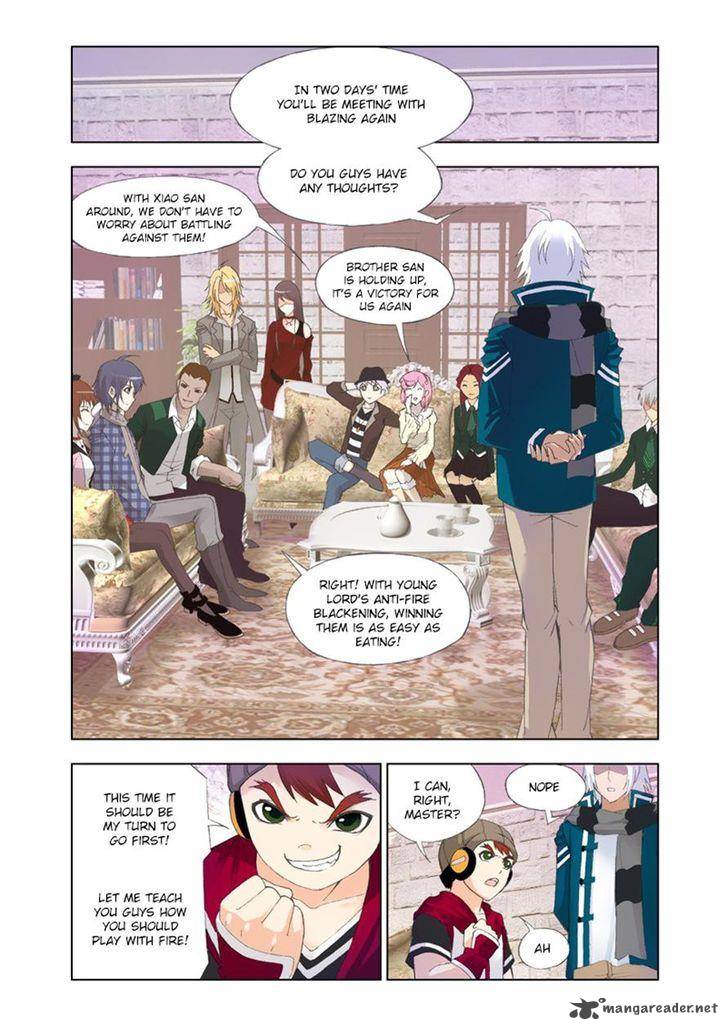 IN TWO DAYS' TIME
YOU'LL BE MEETING WITH
BLAZING AGAIN
DO YOU GUYS HAVE
ANY THOUGHTS?
WITH XIAO SAN
AROUND, WE DON'T HAVE TO
WORRY ABOUT BATTLING
AGAINST THEM!
BROTHER SAN
IS HOLDING UP,
IT'S A VICTORY FOR
US AGAIN
RIGHT! WITH YOUNG
LORD'S ANTI-FIRE
BLACKENING, WINNING
THEM IS AS EASY AS
EATING!
THIS TIME IT
SHOULD BE
MY TURN TO
GO FIRST!
LET ME TEACH
YOU GUYS HOW
YOU SHOULD
PLAY WITH FIRE!
I CAN,
RIGHT,
MASTER?
NOPE
AH
mangareader.net